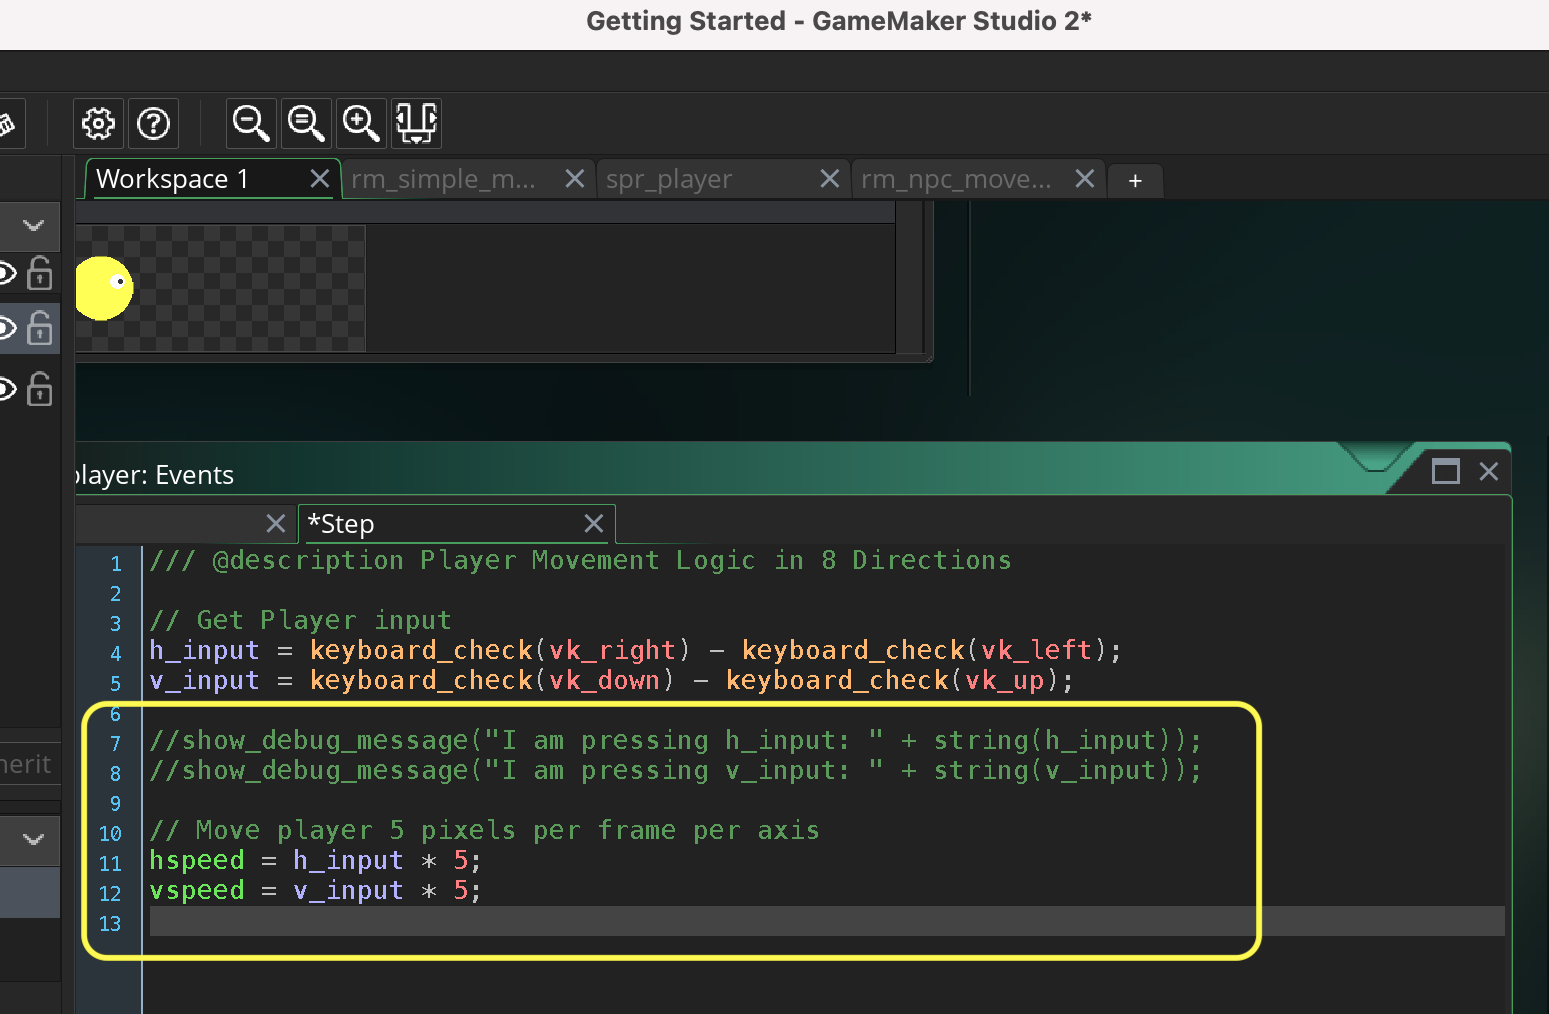 Getting Started - GameMaker Studio 2*
Workspace 1
rm_simple_m...
spr_player
rm_npc_move...
+
player: Events
*Step
1 /// @description Player Movement Logic in 8 Directions
2
3 // Get Player input
4 h_input = keyboard_check(vk_right) - keyboard_check(vk_left);
5 v_input = keyboard_check(vk_down) - keyboard_check(vk_up);
6
7 //show_debug_message("I am pressing h_input: " + string(h_input));
8 //show_debug_message("I am pressing v_input: " + string(v_input));
9
10 // Move player 5 pixels per frame per axis
11 hspeed = h_input * 5;
12 vspeed = v_input * 5;
13
herit